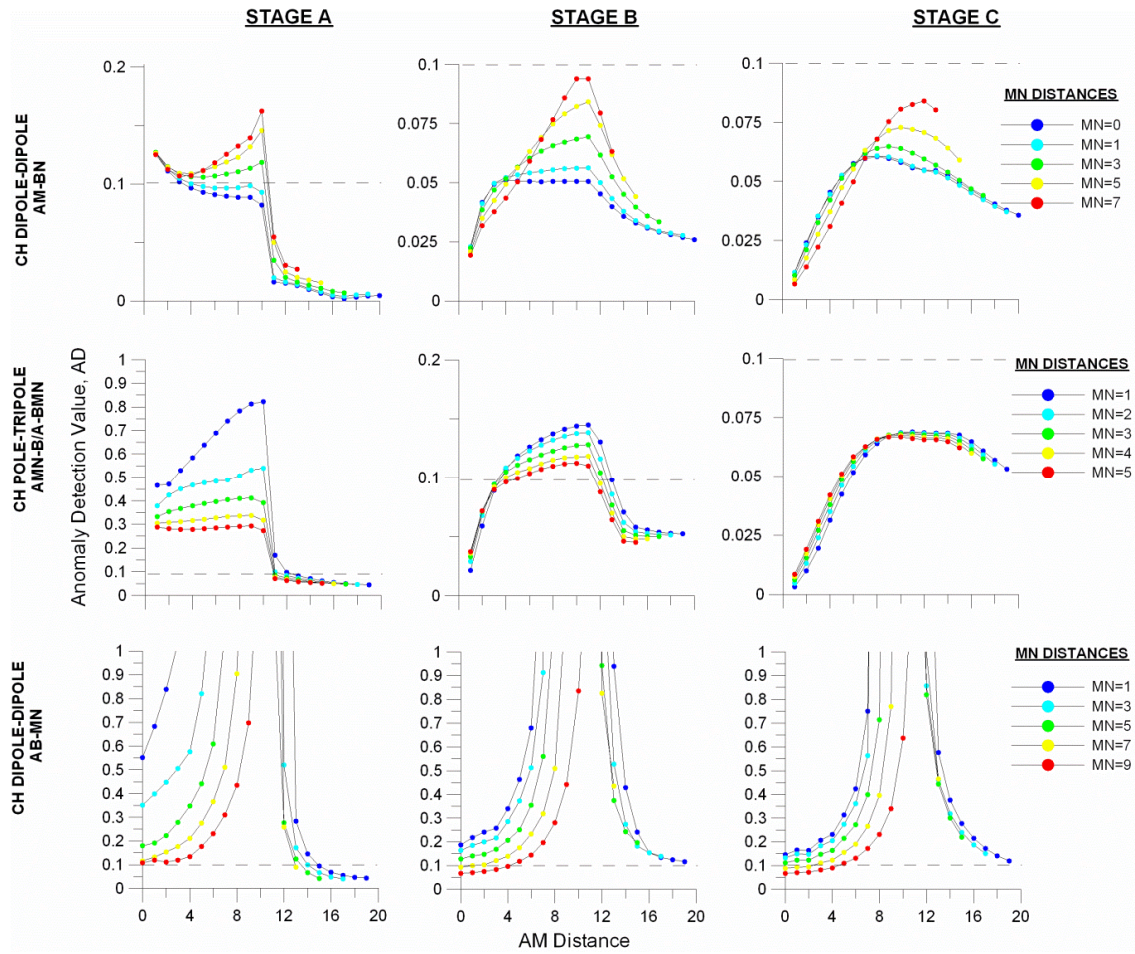 STAGE A STAGE B STAGE C
CH DIPOLE-DIPOLE
AM-BN
0.2
0.1
0
0.1
0.075
0.05
0.025
0
0.1
0.075
0.05
0.025
0
MN DISTANCES
MN=0
MN=1
MN=3
MN=5
MN=7
CH POLE-TRIPOLE
AMN-B/A-BMN
Anomaly Detection Value, AD
1
0.9
0.8
0.7
0.6
0.5
0.4
0.3
0.2
0.1
0
0.2
0.1
0
0.1
0.075
0.05
0.025
0
MN DISTANCES
MN=1
MN=2
MN=3
MN=4
MN=5
CH DIPOLE-DIPOLE
AB-MN
1
0.9
0.8
0.7
0.6
0.5
0.4
0.3
0.2
0.1
0
0 4 8 12 16 20
1
0.9
0.8
0.7
0.6
0.5
0.4
0.3
0.2
0.1
0
0 4 8 12 16 20
1
0.9
0.8
0.7
0.6
0.5
0.4
0.3
0.2
0.1
0
0 4 8 12 16 20
MN DISTANCES
MN=1
MN=3
MN=5
MN=7
MN=9
AM Distance